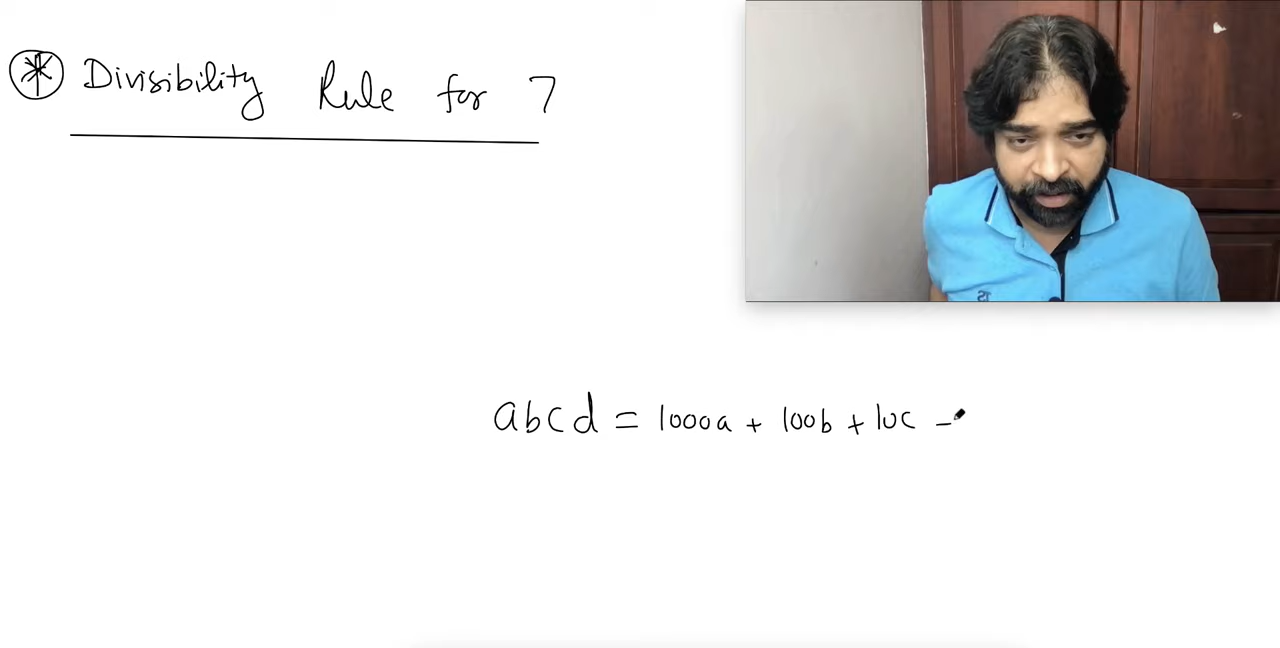 Divisibility Rule for 7
abcd = 1000a + 100b + 10c -